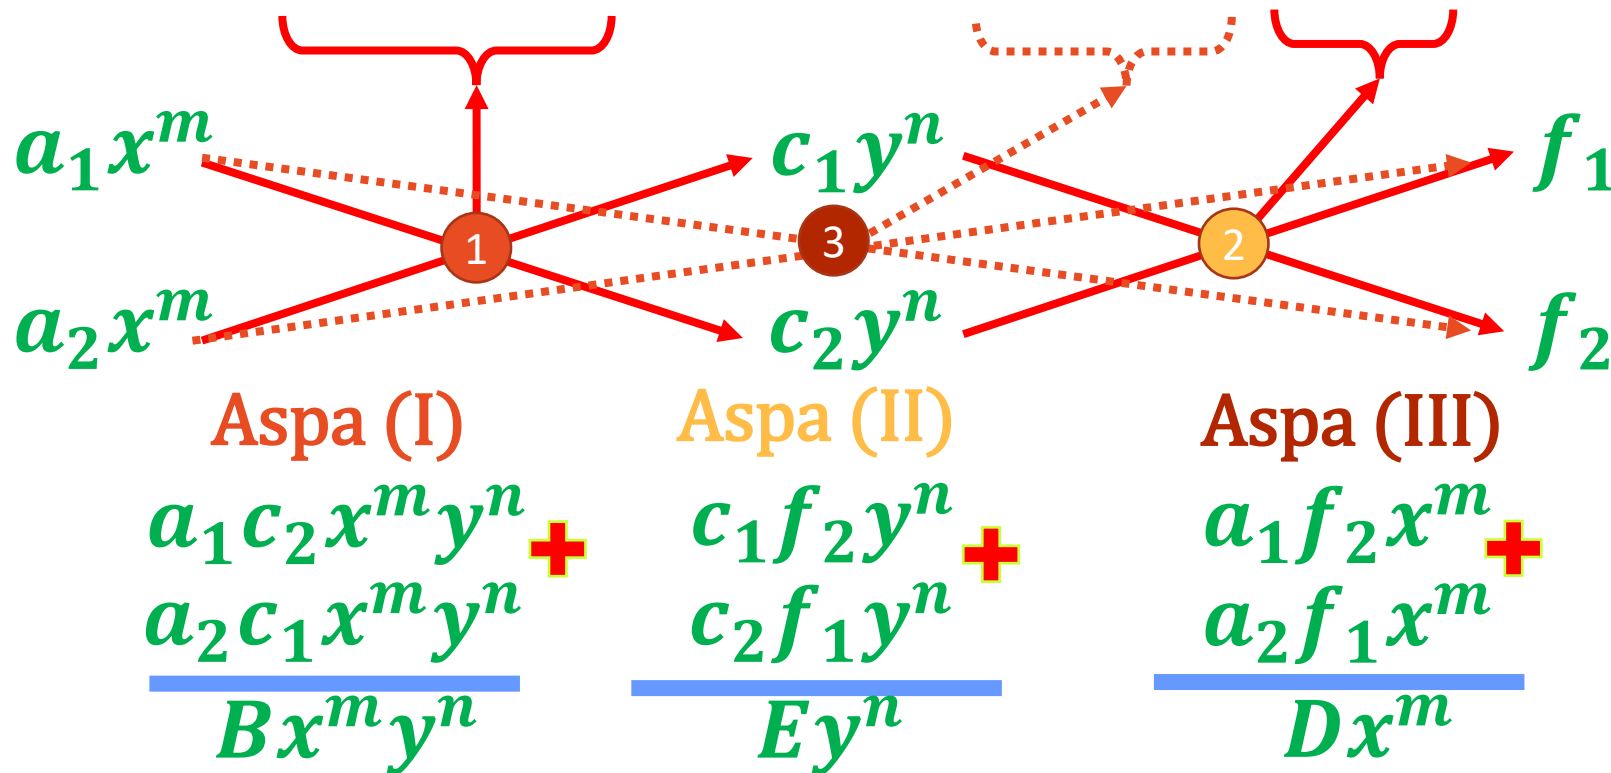 a₁xᵐ c₁yⁿ f₁
1 3 2
a₂xᵐ c₂yⁿ f₂
Aspa (I) Aspa (II) Aspa (III)
a₁c₂xᵐyⁿ + c₁f₂yⁿ + a₁f₂xᵐ +
a₂c₁xᵐyⁿ c₂f₁yⁿ a₂f₁xᵐ
Bxᵐyⁿ Eyⁿ Dxᵐ